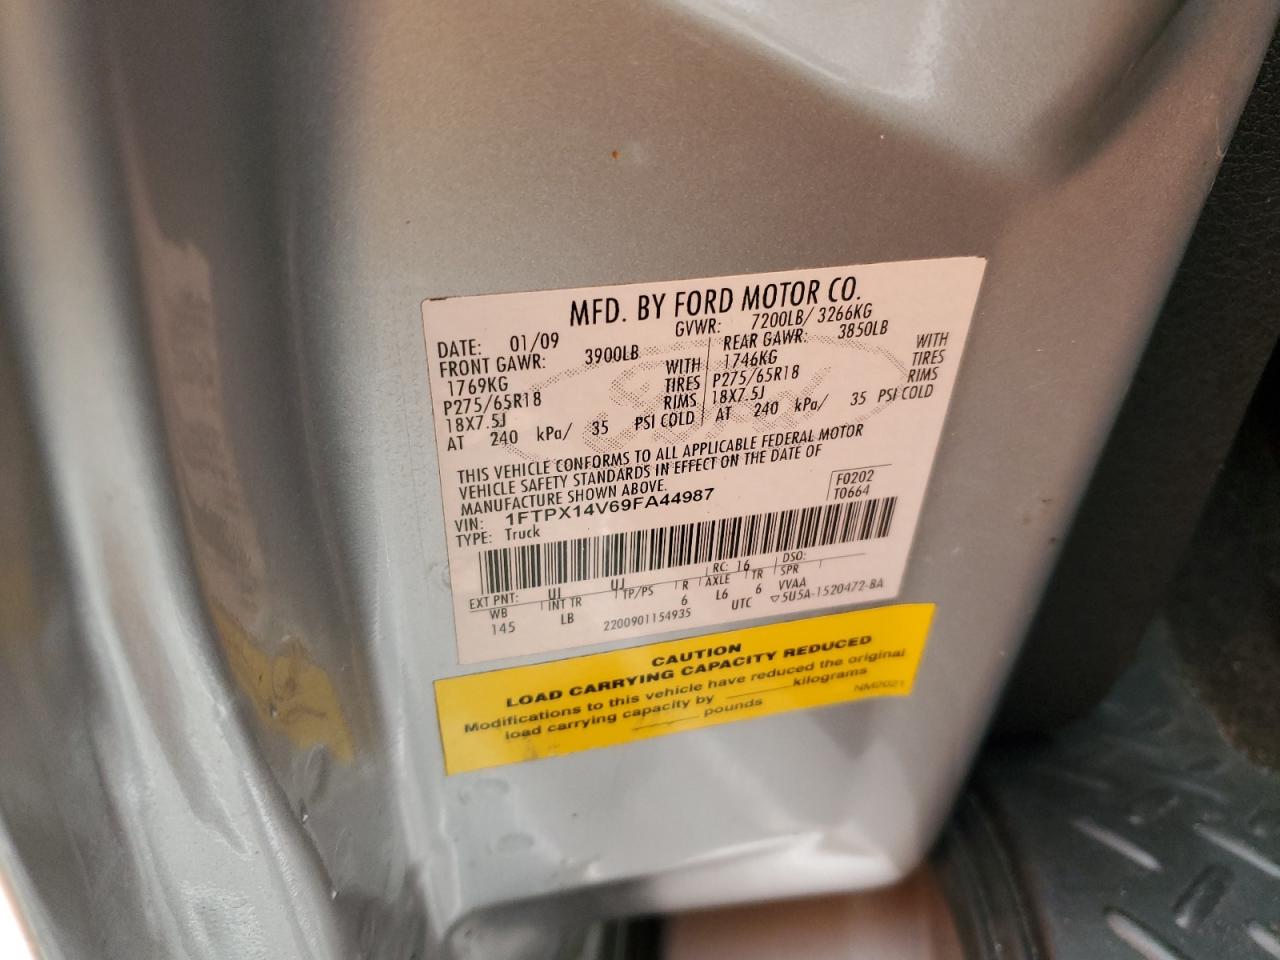 MFD. BY FORD MOTOR CO.
DATE: 01/09 GVWR: 7200LB/ 3266KG
FRONT GAWR: 3900LB REAR GAWR: 3850LB
1769KG WITH 1746KG WITH
P275/65R18 TIRES P275/65R18 TIRES
18X7.5J RIMS 18X7.5J RIMS
AT 240 kPa/ 35 PSI COLD AT 240 kPa/ 35 PSI COLD
THIS VEHICLE CONFORMS TO ALL APPLICABLE FEDERAL MOTOR
VEHICLE SAFETY STANDARDS IN EFFECT ON THE DATE OF
MANUFACTURE SHOWN ABOVE.
VIN: 1FTPX14V69FA44987 F0202
TYPE: Truck T0664
EXT PNT: UJ UJ RC: 16 DSO:
WB INT TR TP/PS R AXLE TR SPR
145 LB 6 L6 6 VVAA
2200901154935 UTC ▽5U5A-1520472-BA
CAUTION
LOAD CARRYING CAPACITY REDUCED
Modifications to this vehicle have reduced the original
load carrying capacity by ______ kilograms
______ pounds NM2021